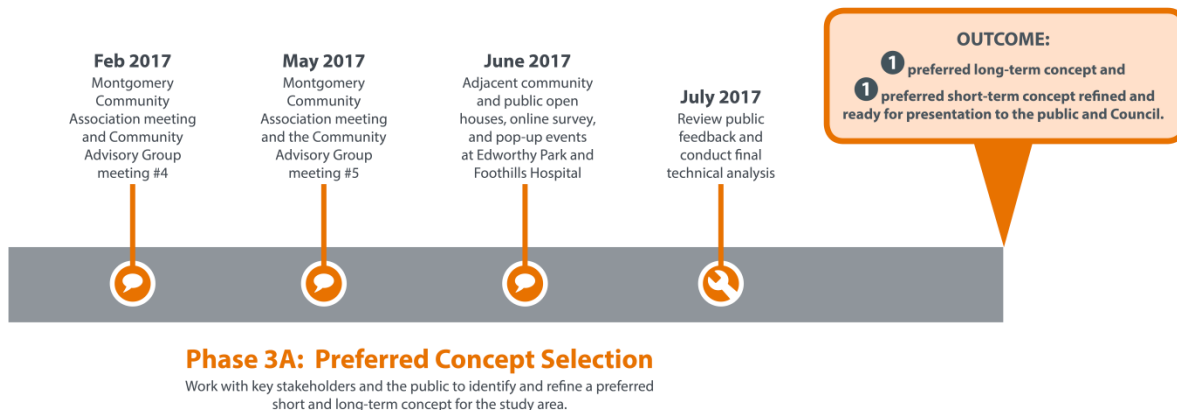 Feb 2017
Montgomery
Community
Association meeting
and Community
Advisory Group
meeting #4
May 2017
Montgomery
Community
Association meeting
and the Community
Advisory Group
meeting #5
June 2017
Adjacent community
and public open
houses, online survey,
and pop-up events
at Edworthy Park and
Foothills Hospital
July 2017
Review public
feedback and
conduct final
technical analysis
OUTCOME:
1 preferred long-term concept and
1 preferred short-term concept refined and
ready for presentation to the public and Council.
Phase 3A: Preferred Concept Selection
Work with key stakeholders and the public to identify and refine a preferred
short and long-term concept for the study area.